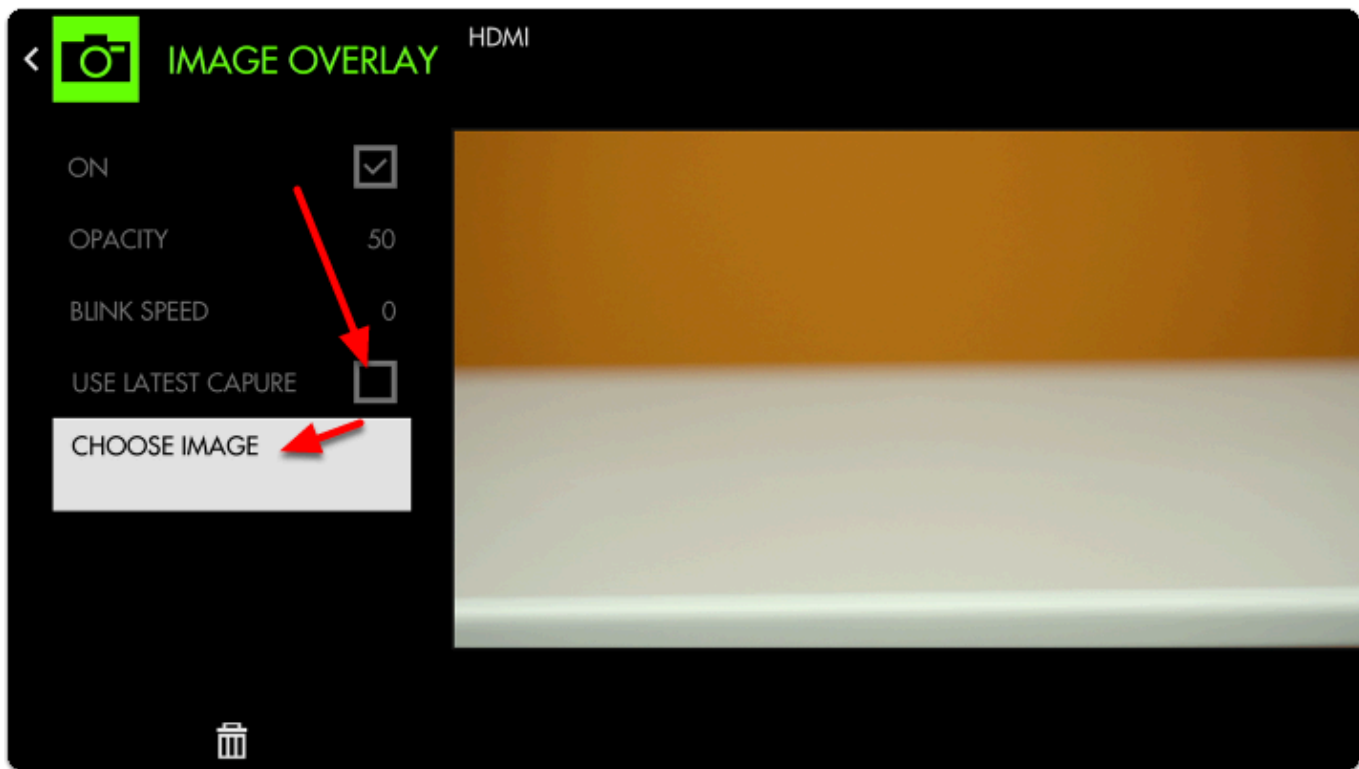 IMAGE OVERLAY
HDMI
ON
OPACITY 50
BLINK SPEED 0
USE LATEST CAPURE
CHOOSE IMAGE